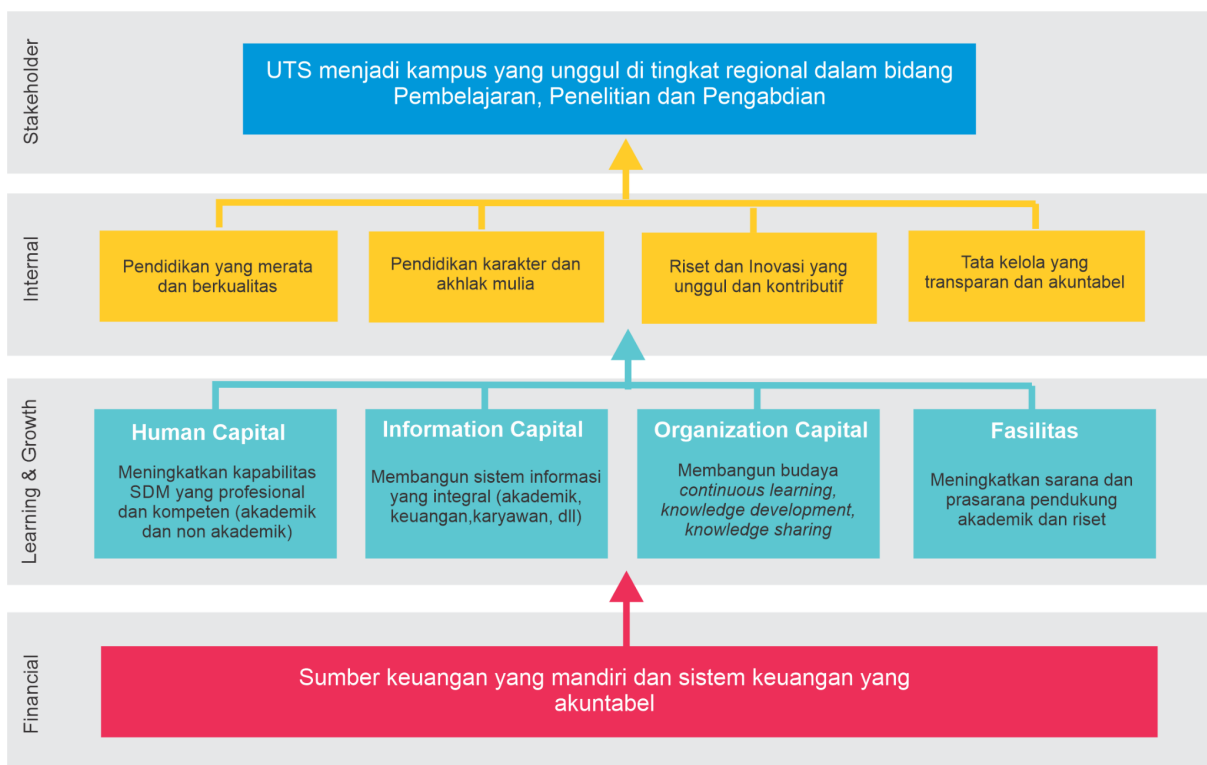 Stakeholder
UTS menjadi kampus yang unggul di tingkat regional dalam bidang
Pembelajaran, Penelitian dan Pengabdian
Internal
Pendidikan yang merata
dan berkualitas
Pendidikan karakter dan
akhlak mulia
Riset dan Inovasi yang
unggul dan kontributif
Tata kelola yang
transparan dan akuntabel
Learning & Growth
Human Capital
Meningkatkan kapabilitas
SDM yang profesional
dan kompeten (akademik
dan non akademik)
Information Capital
Membangun sistem informasi
yang integral (akademik,
keuangan,karyawan, dll)
Organization Capital
Membangun budaya
continuous learning,
knowledge development,
knowledge sharing
Fasilitas
Meningkatkan sarana dan
prasarana pendukung
akademik dan riset
Financial
Sumber keuangan yang mandiri dan sistem keuangan yang
akuntabel